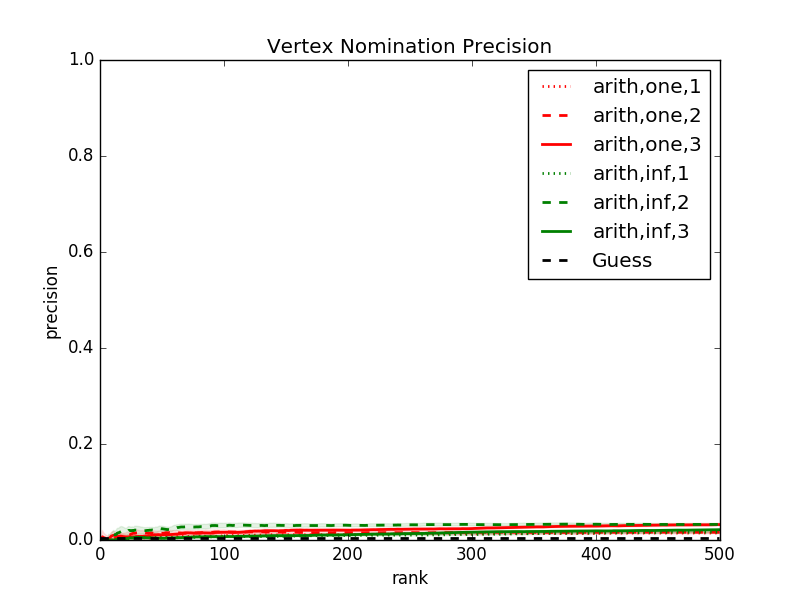 Vertex Nomination Precision
1.0
0.8
0.6
0.4
0.2
0.0
precision
arith,one,1
arith,one,2
arith,one,3
arith,inf,1
arith,inf,2
arith,inf,3
Guess
0 100 200 300 400 500
rank